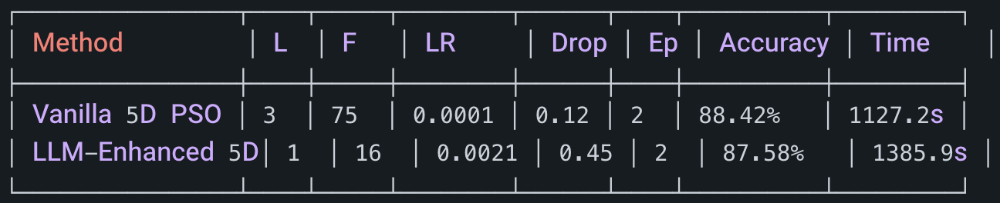 Method | L | F | LR | Drop | Ep | Accuracy | Time
Vanilla 5D PSO | 3 | 75 | 0.0001 | 0.12 | 2 | 88.42% | 1127.2s
LLM-Enhanced 5D | 1 | 16 | 0.0021 | 0.45 | 2 | 87.58% | 1385.9s